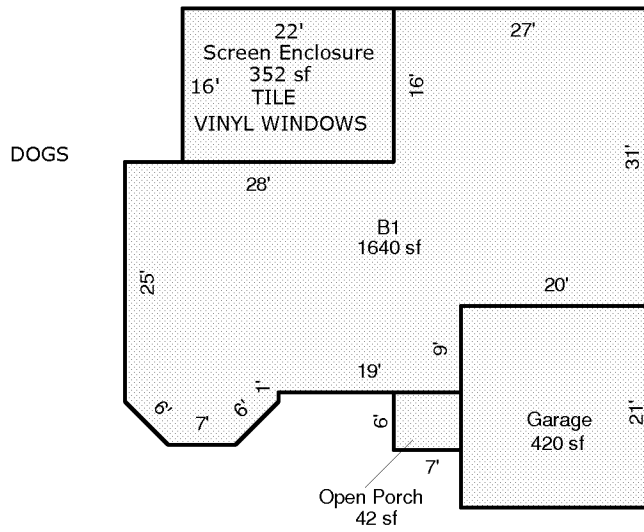 22'
27'
Screen Enclosure
352 sf
16'
16'
TILE
VINYL WINDOWS
DOGS
31'
28'
B1
1640 sf
25'
20'
9'
19'
1'
6'
7'
6'
6'
Garage
420 sf
21'
7'
Open Porch
42 sf